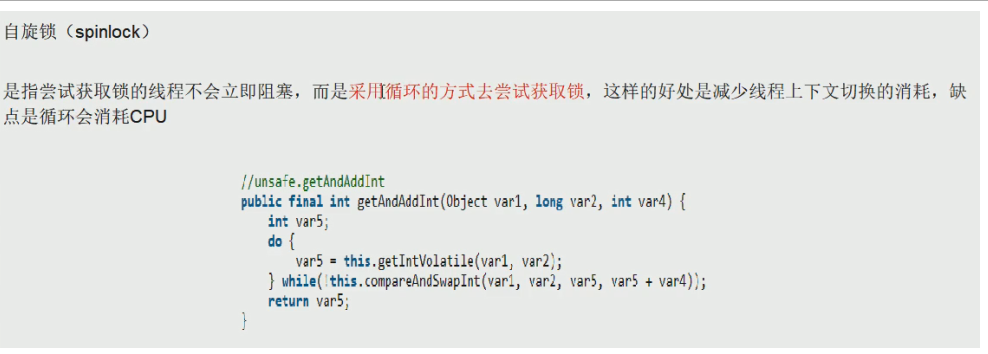 自旋锁（spinlock）
是指尝试获取锁的线程不会立即阻塞，而是采用循环的方式去尝试获取锁，这样的好处是减少线程上下文切换的消耗，缺
点是循环会消耗CPU
//unsafe.getAndAddInt
public final int getAndAddInt(Object var1, long var2, int var4) {
    int var5;
    do {
        var5 = this.getIntVolatile(var1, var2);
    } while(!this.compareAndSwapInt(var1, var2, var5, var5 + var4));
    return var5;
}